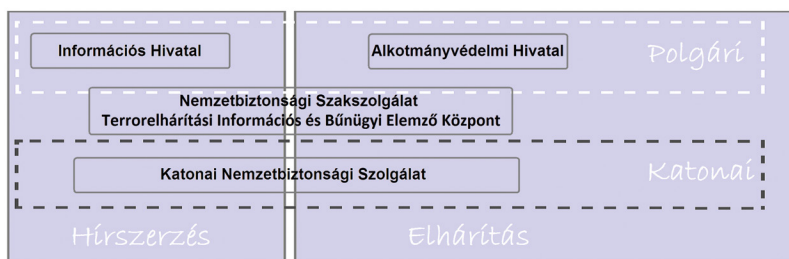 Információs Hivatal
Alkotmányvédelmi Hivatal
Polgári
Nemzetbiztonsági Szakszolgálat
Terrorelhárítási Információs és Bűnügyi Elemző Központ
Katonai Nemzetbiztonsági Szolgálat
Katonai
Hírszerzés
Elhárítás